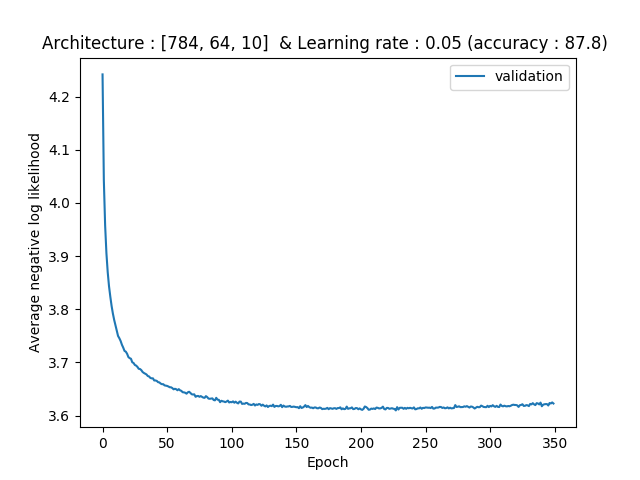 Architecture : [784, 64, 10]  & Learning rate : 0.05 (accuracy : 87.8)
validation
Average negative log likelihood
4.2
4.1
4.0
3.9
3.8
3.7
3.6
0 50 100 150 200 250 300 350
Epoch